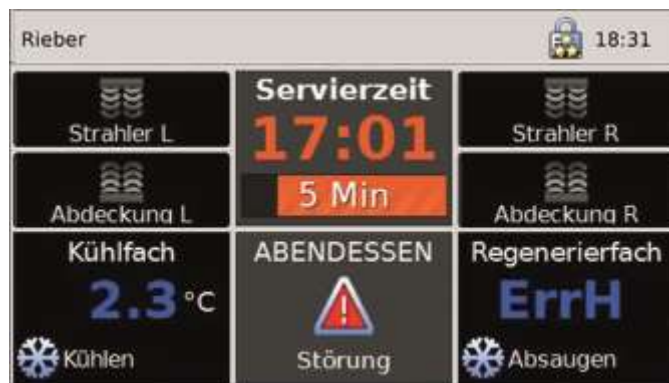 Rieber
18:31
Strahler L
Servierzeit
17:01
5 Min
Strahler R
Abdeckung L
Abdeckung R
Kühlfach
2.3 °C
Kühlen
ABENDESSEN
Störung
Regenerierfach
ErrH
Absaugen